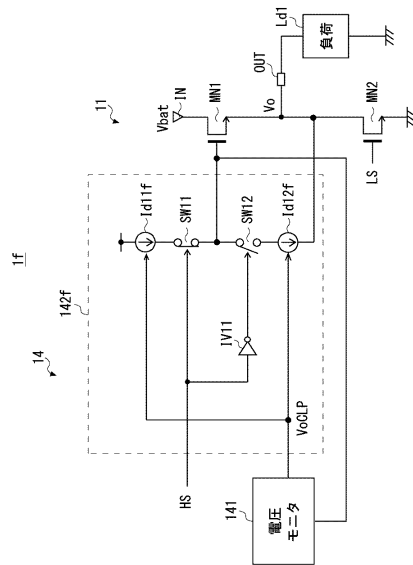 1f
14
142f
11
Id11f
SW11
SW12
Id12f
IV11
HS
VoCLP
141
電圧
モニタ
Vbat
IN
MN1
Vo
OUT
Ld1
負荷
MN2
LS